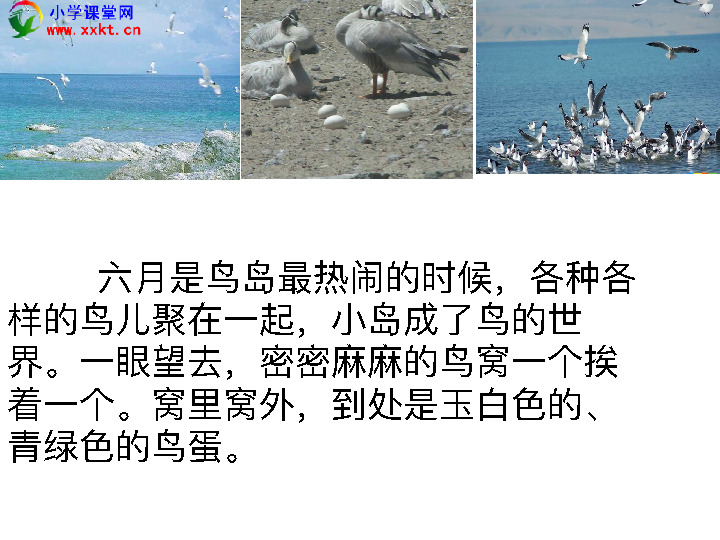 小学课堂网
www.xxkt.cn
六月是鸟岛最热闹的时候，各种各
样的鸟儿聚在一起，小岛成了鸟的世
界。一眼望去，密密麻麻的鸟窝一个挨
着一个。窝里窝外，到处是玉白色的、
青绿色的鸟蛋。